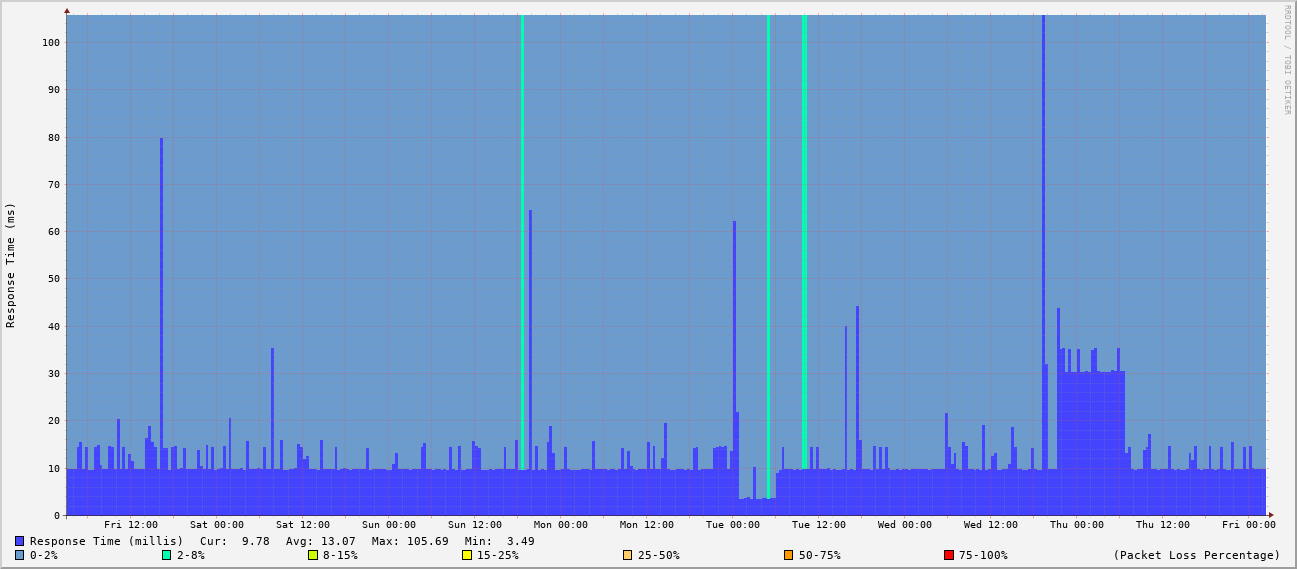 RRDTOOL / TOBI OETIKER
Response Time (ms)
100
90
80
70
60
50
40
30
20
10
0
Fri 12:00 Sat 00:00 Sat 12:00 Sun 00:00 Sun 12:00 Mon 00:00 Mon 12:00 Tue 00:00 Tue 12:00 Wed 00:00 Wed 12:00 Thu 00:00 Thu 12:00 Fri 00:00
Response Time (millis) Cur: 9.78 Avg: 13.07 Max: 105.69 Min: 3.49
0-2% 2-8% 8-15% 15-25% 25-50% 50-75% 75-100% (Packet Loss Percentage)